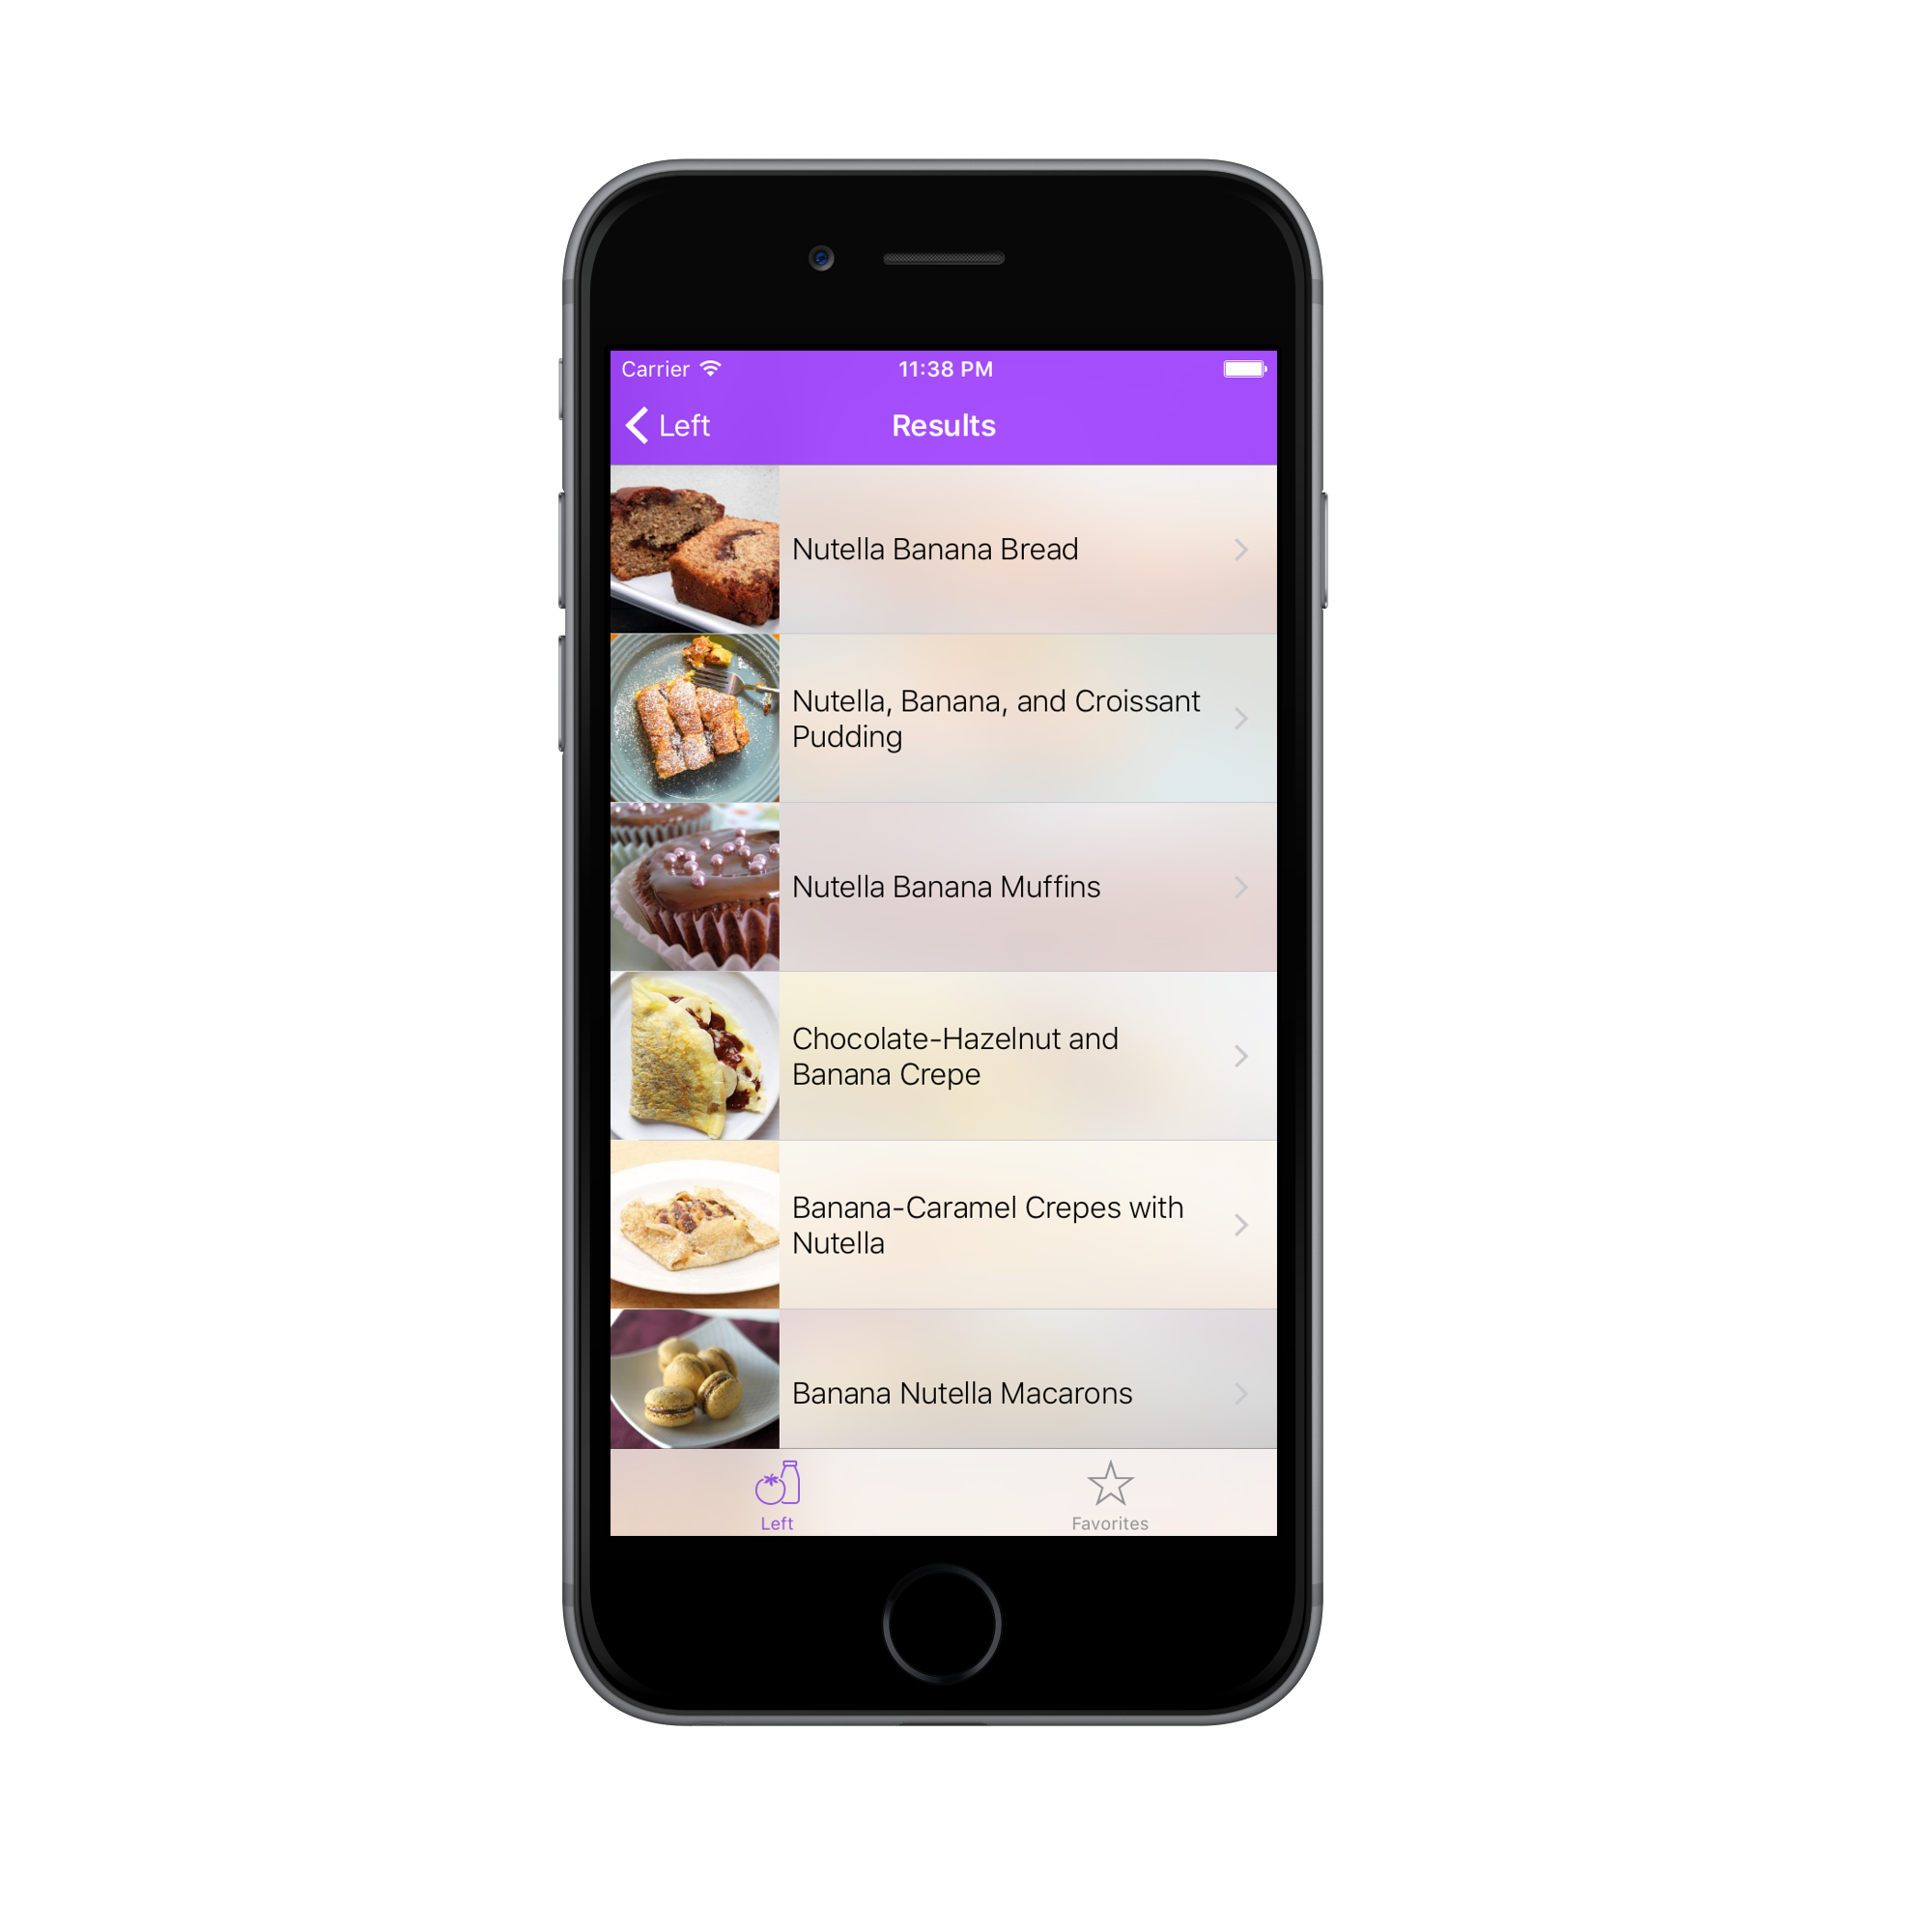 Carrier 11:38 PM
Left Results
Nutella Banana Bread
Nutella, Banana, and Croissant
Pudding
Nutella Banana Muffins
Chocolate-Hazelnut and
Banana Crepe
Banana-Caramel Crepes with
Nutella
Banana Nutella Macarons
Left Favorites